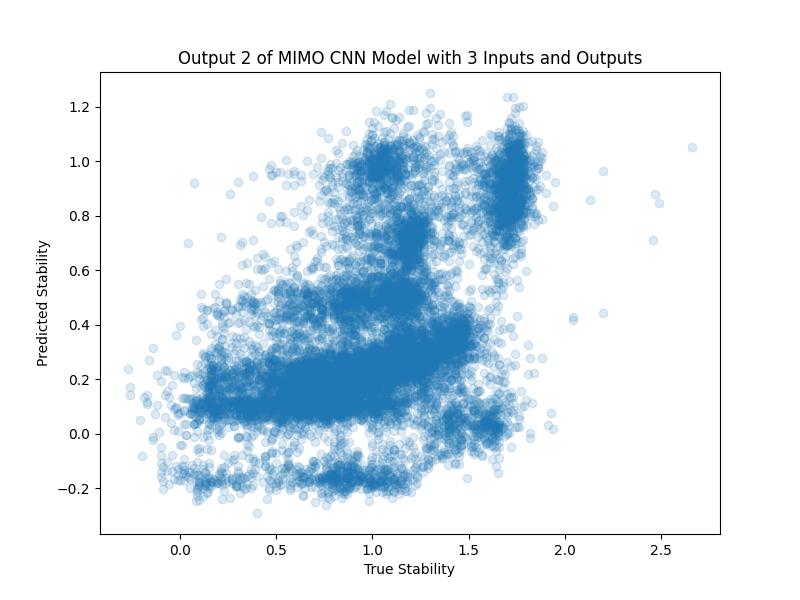 Output 2 of MIMO CNN Model with 3 Inputs and Outputs
1.2
1.0
0.8
0.6
0.4
0.2
0.0
−0.2
Predicted Stability
0.0 0.5 1.0 1.5 2.0 2.5
True Stability